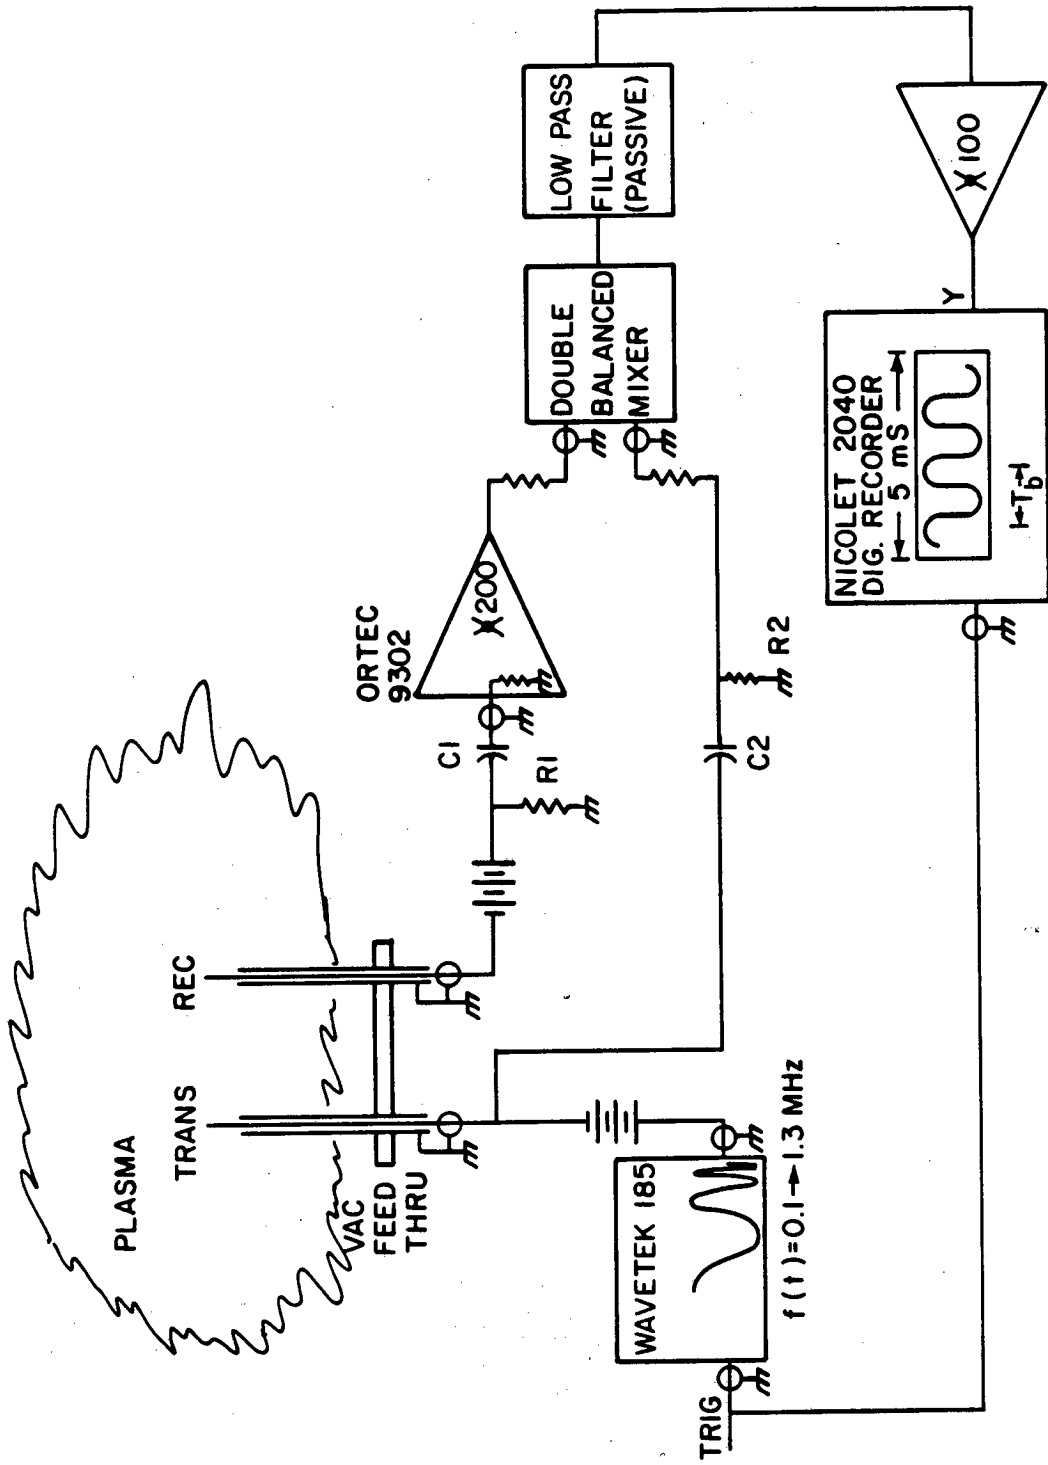 PLASMA
TRANS
REC
VAC
FEED
THRU
ORTEC
9302
X200
C1
R1
C2
R2
DOUBLE
BALANCED
MIXER
LOW PASS
FILTER
(PASSIVE)
X100
Y
NICOLET 2040
DIG. RECORDER
5 mS
Tb
WAVETEK 185
f(t)=0.1→1.3 MHz
TRIG